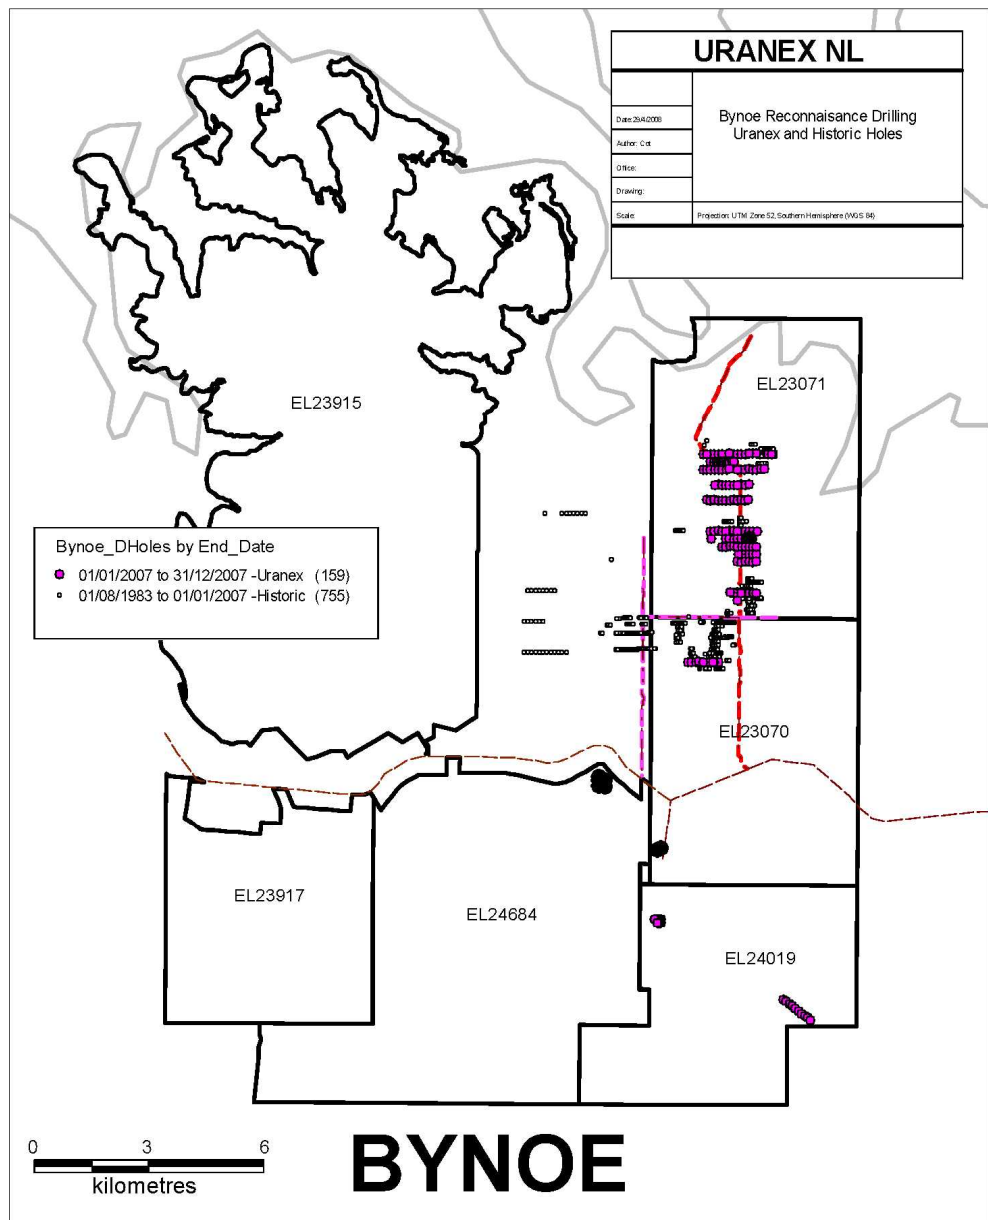 URANEX NL
Bynoe Reconnaisance Drilling
Uranex and Historic Holes
Date:29/4/2008
Author: Cat
Office:
Drawing:
Scale:
Projection: UTM Zone 52, Southern Hemisphere (WGS 84)
EL23071
EL23915
Bynoe_DHoles by End_Date
01/01/2007 to 31/12/2007 -Uranex (159)
01/08/1983 to 01/01/2007 -Historic (755)
EL23070
EL23917
EL24684
EL24019
0 3 6
kilometres
BYNOE